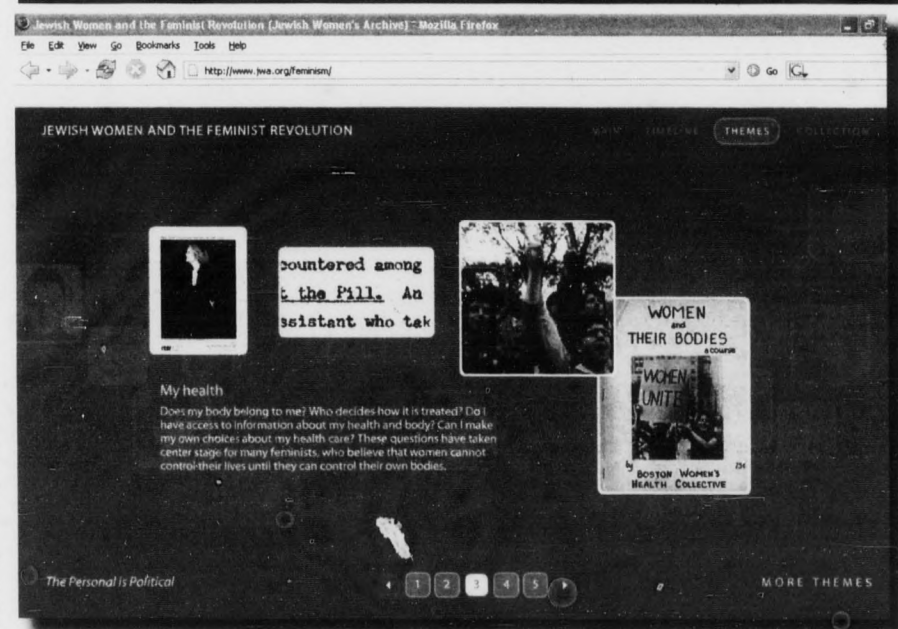 Jewish Women and the Feminist Revolution (Jewish Women's Archive) - Mozilla Firefox
File Edit View Go Bookmarks Tools Help
http://www.jwa.org/feminism/
Go
JEWISH WOMEN AND THE FEMINIST REVOLUTION
MAIN TIMELINE THEMES COLLECTION
countered among
t the Pill. An
ssistant who tak
WOMEN
and
THEIR BODIES
a course
WOMEN
UNITE
by BOSTON WOMEN'S
HEALTH COLLECTIVE
75¢
My health
Does my body belong to me? Who decides how it is treated? Do I
have access to information about my health and body? Can I make
my own choices about my health care? These questions have taken
center stage for many feminists, who believe that women cannot
control their lives until they can control their own bodies.
The Personal is Political
1 2 3 4 5
MORE THEMES